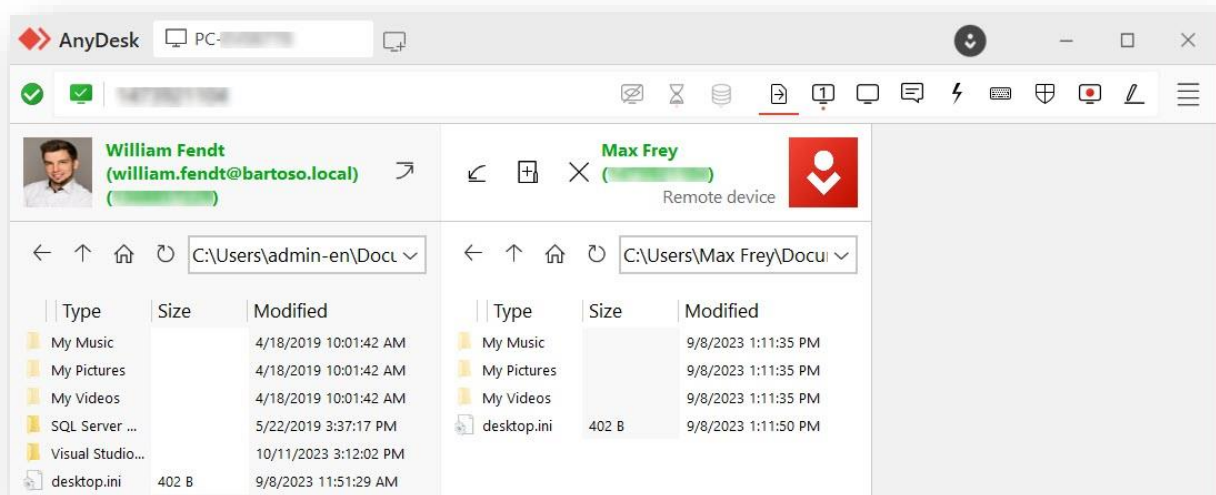 AnyDesk PC-
1
William Fendt
(william.fendt@bartoso.local)
(
)
Max Frey
(
)
Remote device
C:\Users\admin-en\Docu
C:\Users\Max Frey\Docu
Type Size Modified
My Music 4/18/2019 10:01:42 AM
My Pictures 4/18/2019 10:01:42 AM
My Videos 4/18/2019 10:01:42 AM
SQL Server ... 5/22/2019 3:37:17 PM
Visual Studio... 10/11/2023 3:12:02 PM
desktop.ini 402 B 9/8/2023 11:51:29 AM
Type Size Modified
My Music 9/8/2023 1:11:35 PM
My Pictures 9/8/2023 1:11:35 PM
My Videos 9/8/2023 1:11:35 PM
desktop.ini 402 B 9/8/2023 1:11:50 PM